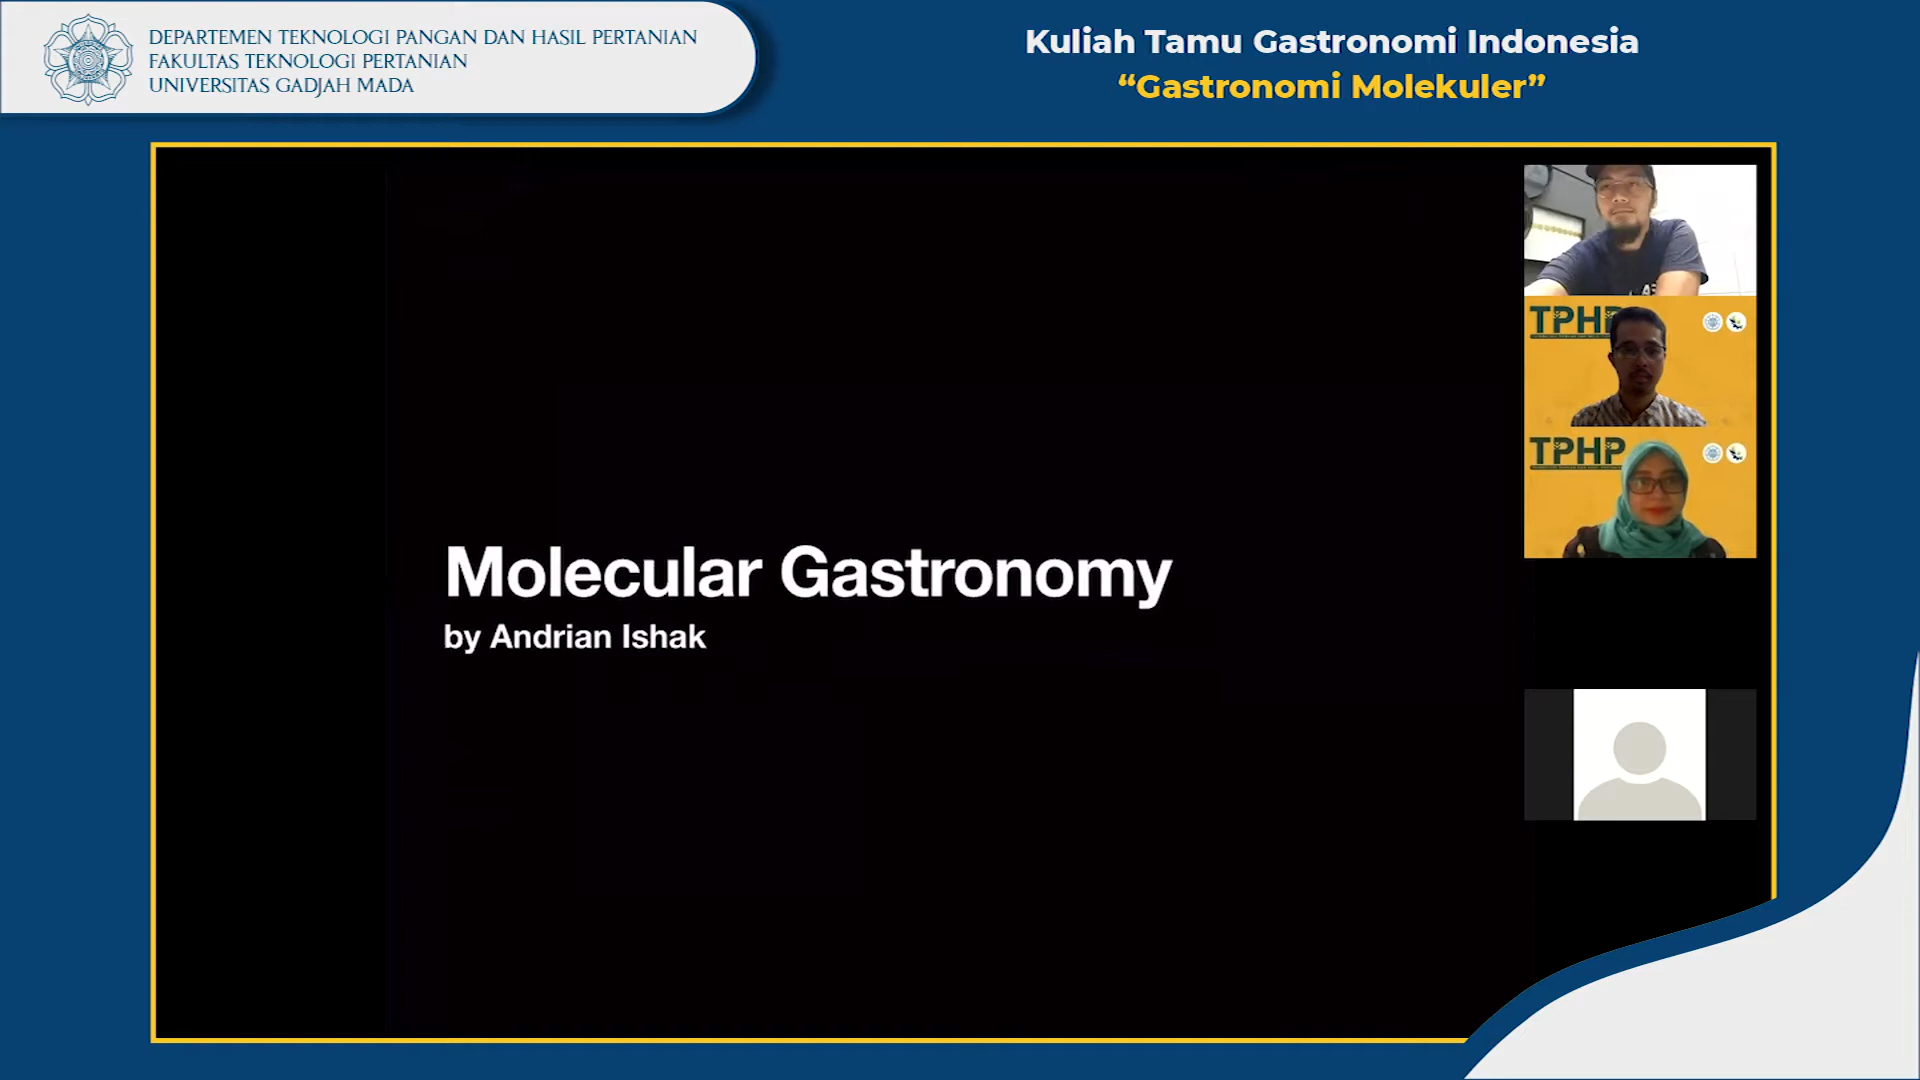 DEPARTEMEN TEKNOLOGI PANGAN DAN HASIL PERTANIAN
FAKULTAS TEKNOLOGI PERTANIAN
UNIVERSITAS GADJAH MADA
Kuliah Tamu Gastronomi Indonesia
“Gastronomi Molekuler”
Molecular Gastronomy
by Andrian Ishak
TPHP
TPHP